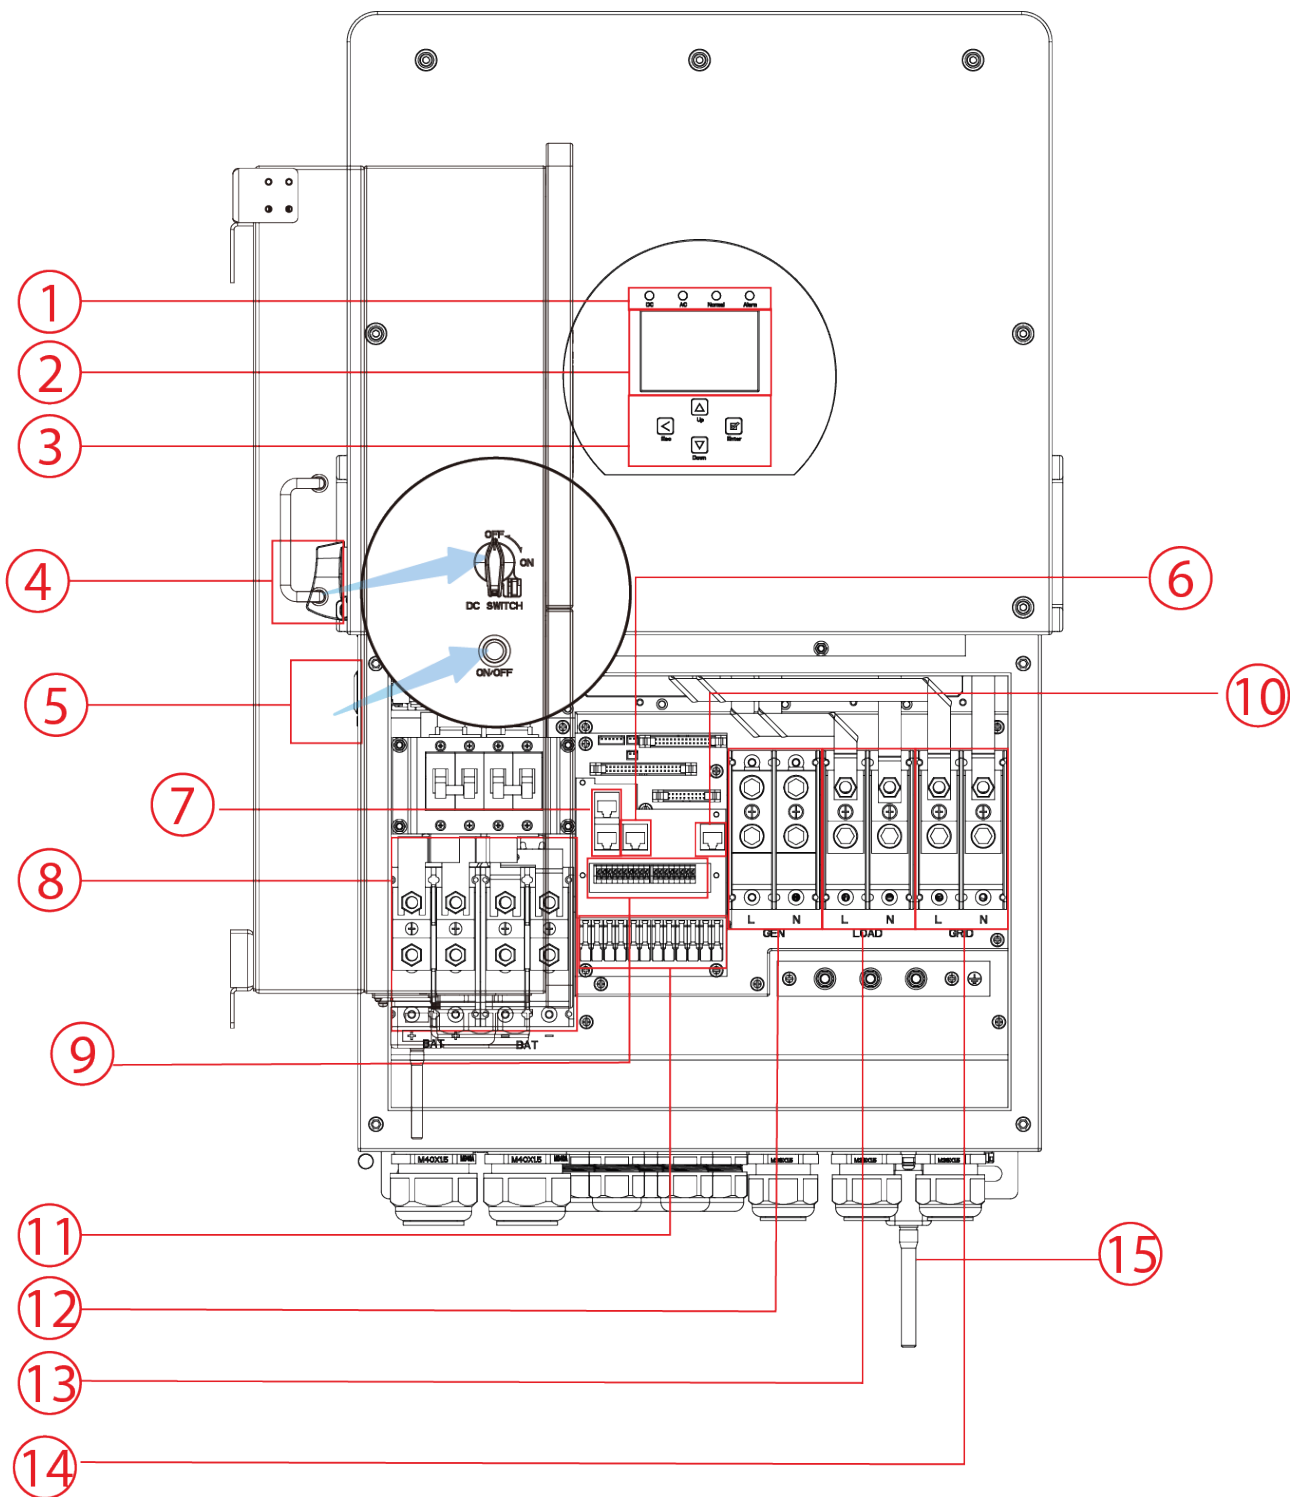 1
DC AC Normal Alarm
2
3
Up
Esc Enter
Down
4
OFF
ON
DC SWITCH
5
ON/OFF
6
10
7
8
L N L N L N
GEN LOAD GRID
9
+ + - -
BAT BAT
M40X1.5 M40X1.5
11
12
13
14
15